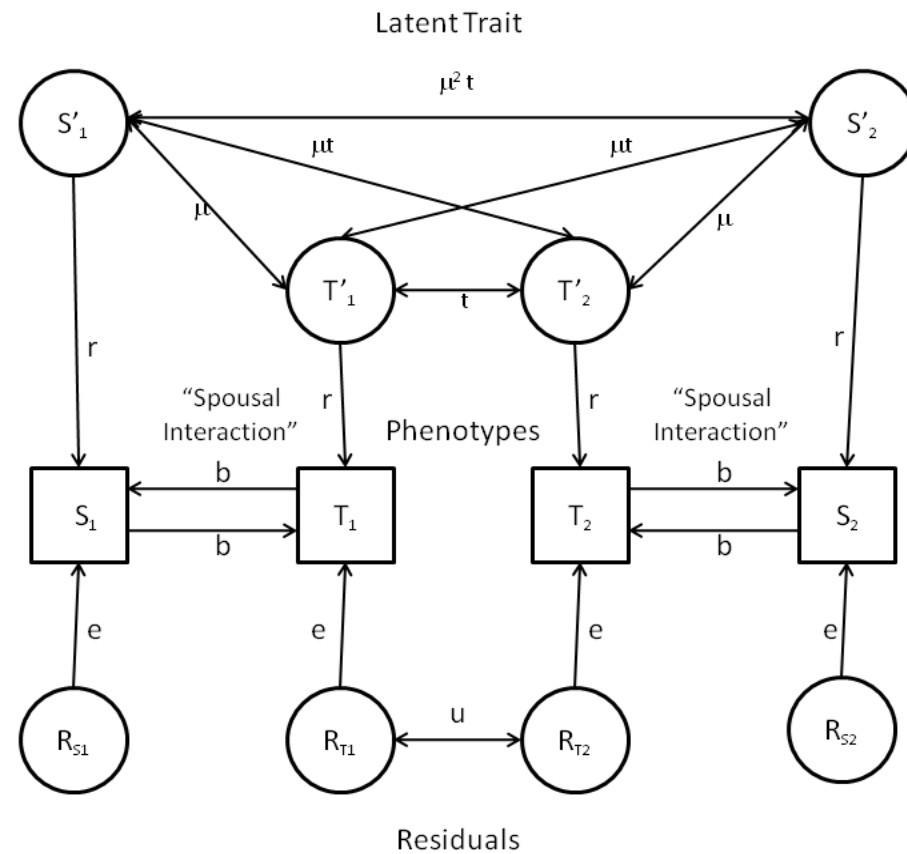 Latent Trait
μ² t
S'₁
S'₂
μt
μt
μ
μ
T'₁
T'₂
t
r
r
r
r
"Spousal
Interaction"
"Spousal
Interaction"
Phenotypes
b
b
S₁
T₁
T₂
S₂
b
b
e
e
e
e
u
R_S1
R_T1
R_T2
R_S2
Residuals